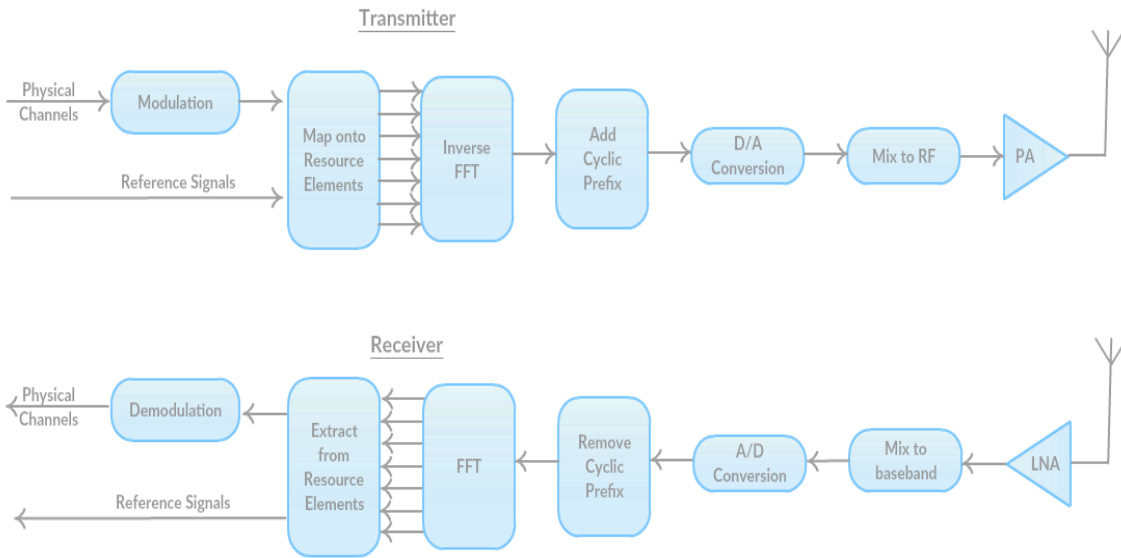 Transmitter
Physical
Channels
Modulation
Reference Signals
Map onto
Resource
Elements
Inverse
FFT
Add
Cyclic
Prefix
D/A
Conversion
Mix to RF
PA
Receiver
Physical
Channels
Demodulation
Reference Signals
Extract
from
Resource
Elements
FFT
Remove
Cyclic
Prefix
A/D
Conversion
Mix to
baseband
LNA